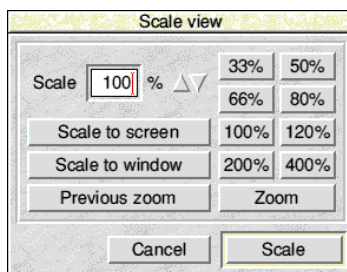 Scale view
33% 50%
Scale 100 %
66% 80%
Scale to screen 100% 120%
Scale to window 200% 400%
Previous zoom Zoom
Cancel Scale